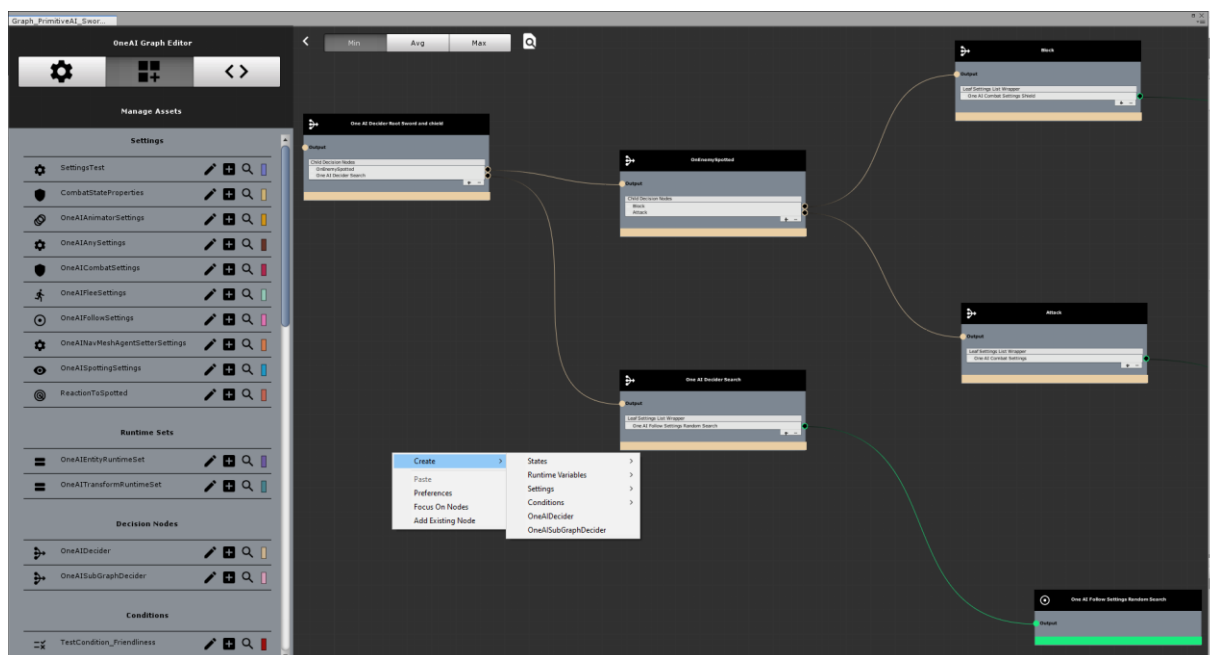 Graph_PrimitiveAI_Swor...
OneAI Graph Editor
Manage Assets
Settings
SettingsTest
CombatStateProperties
OneAIAnimatorSettings
OneAIAnySettings
OneAICombatSettings
OneAIFleeSettings
OneAIFollowSettings
OneAINavMeshAgentSetterSettings
OneAISpottingSettings
ReactionToSpotted
Runtime Sets
OneAIEntityRuntimeSet
OneAITransformRuntimeSet
Decision Nodes
OneAIDecider
OneAISubGraphDecider
Conditions
TestCondition_Friendliness
Min
Avg
Max
One AI Decider Root Sword and shield
Output
Child Decision Nodes
OnEnemySpotted
One AI Decider Search
+ -
OnEnemySpotted
Output
Child Decision Nodes
Block
Attack
+ -
Block
Output
Leaf Settings List Wrapper
One AI Combat Settings Shield
+ -
Attack
Output
Leaf Settings List Wrapper
One AI Combat Settings
+ -
One AI Decider Search
Output
Leaf Settings List Wrapper
One AI Follow Settings Random Search
+ -
Create
Paste
Preferences
Focus On Nodes
Add Existing Node
States
Runtime Variables
Settings
Conditions
OneAIDecider
OneAISubGraphDecider
One AI Follow Settings Random Search
Output